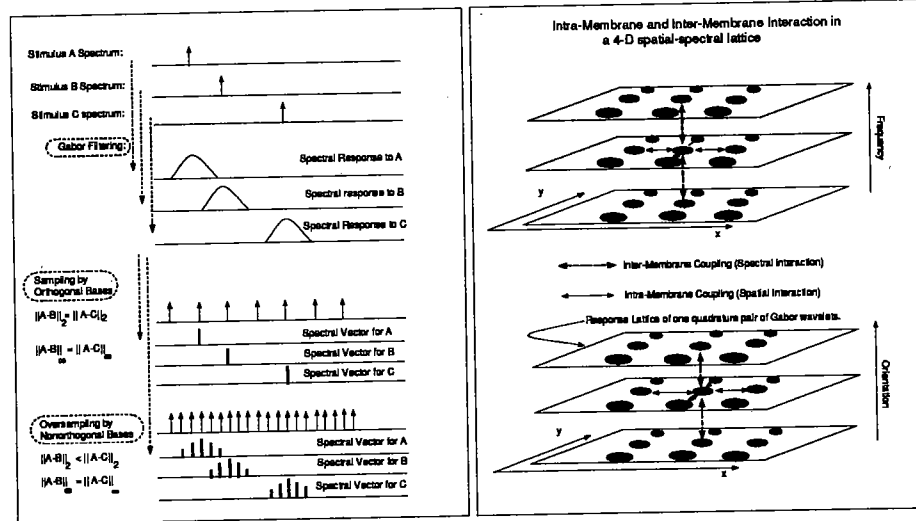 Stimulus A Spectrum:
Stimulus B Spectrum:
Stimulus C spectrum:
Gabor Filtering:
Spectral Response to A
Spectral response to B
Spectral Response to C
Sampling by
Orthogonal Bases
||A-B||₂ = ||A-C||₂
||A-B||∞ = ||A-C||∞
Spectral Vector for A
Spectral Vector for B
Spectral Vector for C
Oversampling by
Nonorthogonal Bases
||A-B||₂ < ||A-C||₂
||A-B||∞ = ||A-C||∞
Spectral Vector for A
Spectral Vector for B
Spectral Vector for C
Intra-Membrane and Inter-Membrane Interaction in
a 4-D spatial-spectral lattice
Frequency
y
x
Inter-Membrane Coupling (Spectral Interaction)
Intra-Membrane Coupling (Spatial Interaction)
Response Lattice of one quadrature pair of Gabor wavelets.
Orientation
y
x